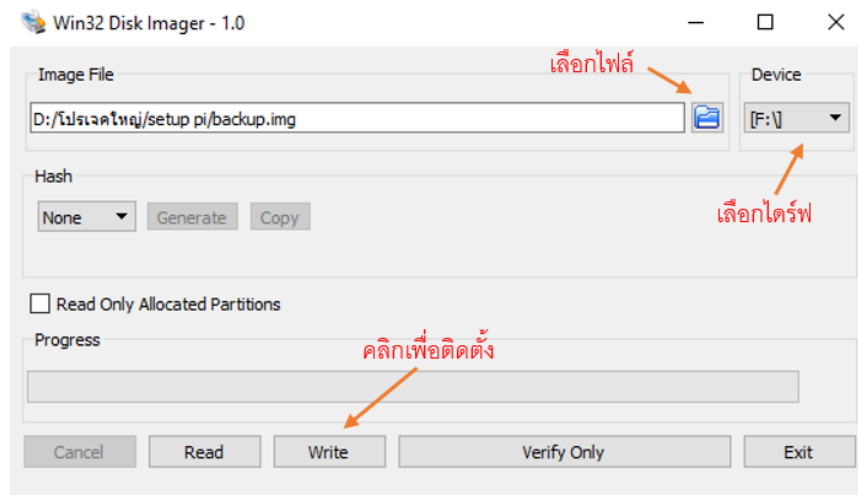 Win32 Disk Imager - 1.0
เลือกไฟล์
Image File
Device
D:/โปรเจคใหญ่/setup pi/backup.img
[F:\]
Hash
เลือกไดร์ฟ
None
Generate
Copy
Read Only Allocated Partitions
Progress
คลิกเพื่อติดตั้ง
Cancel
Read
Write
Verify Only
Exit